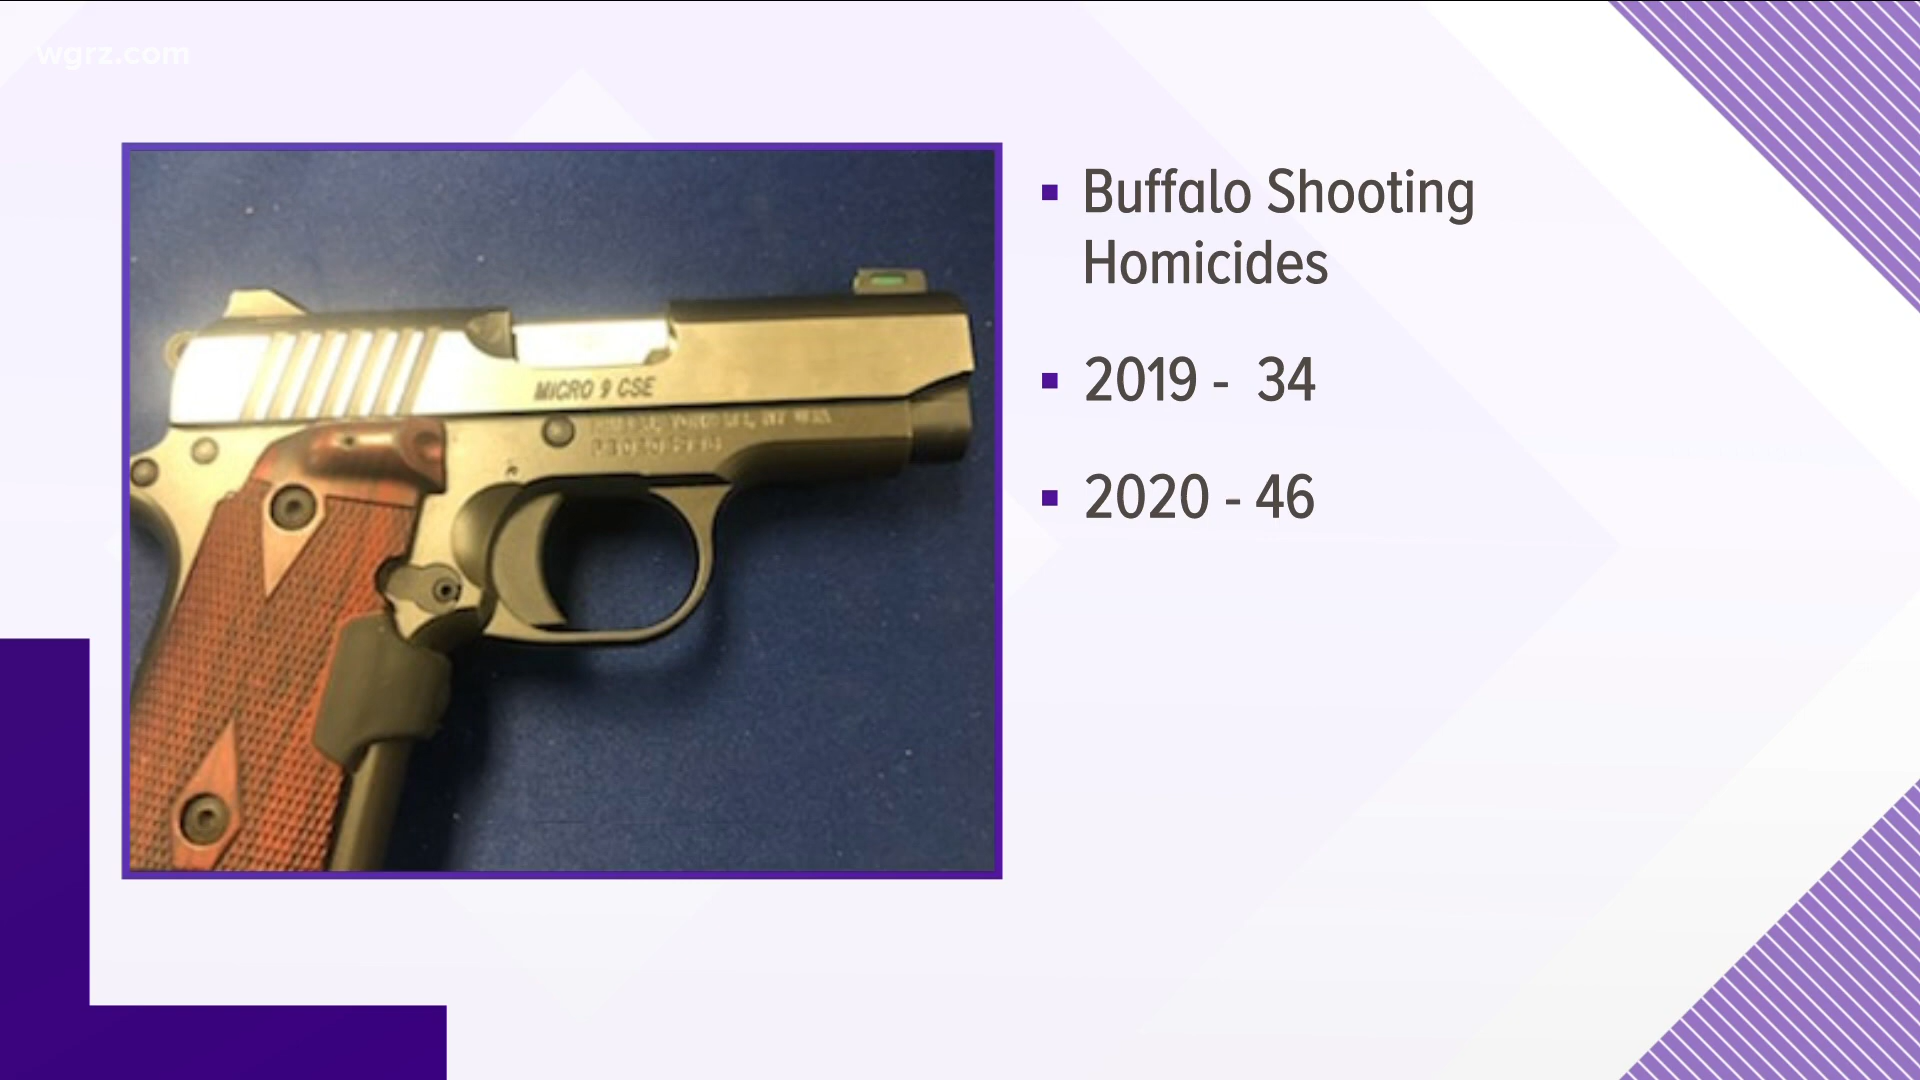 wgrz.com
Buffalo Shooting
Homicides
2019 - 34
2020 - 46
MICRO 9 CSE